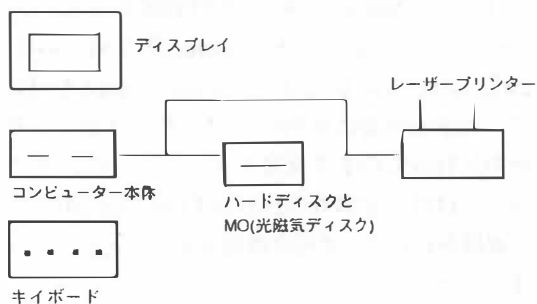 ディスプレイ
レーザープリンター
コンピューター本体
ハードディスクと
MO(光磁気ディスク)
キイボード